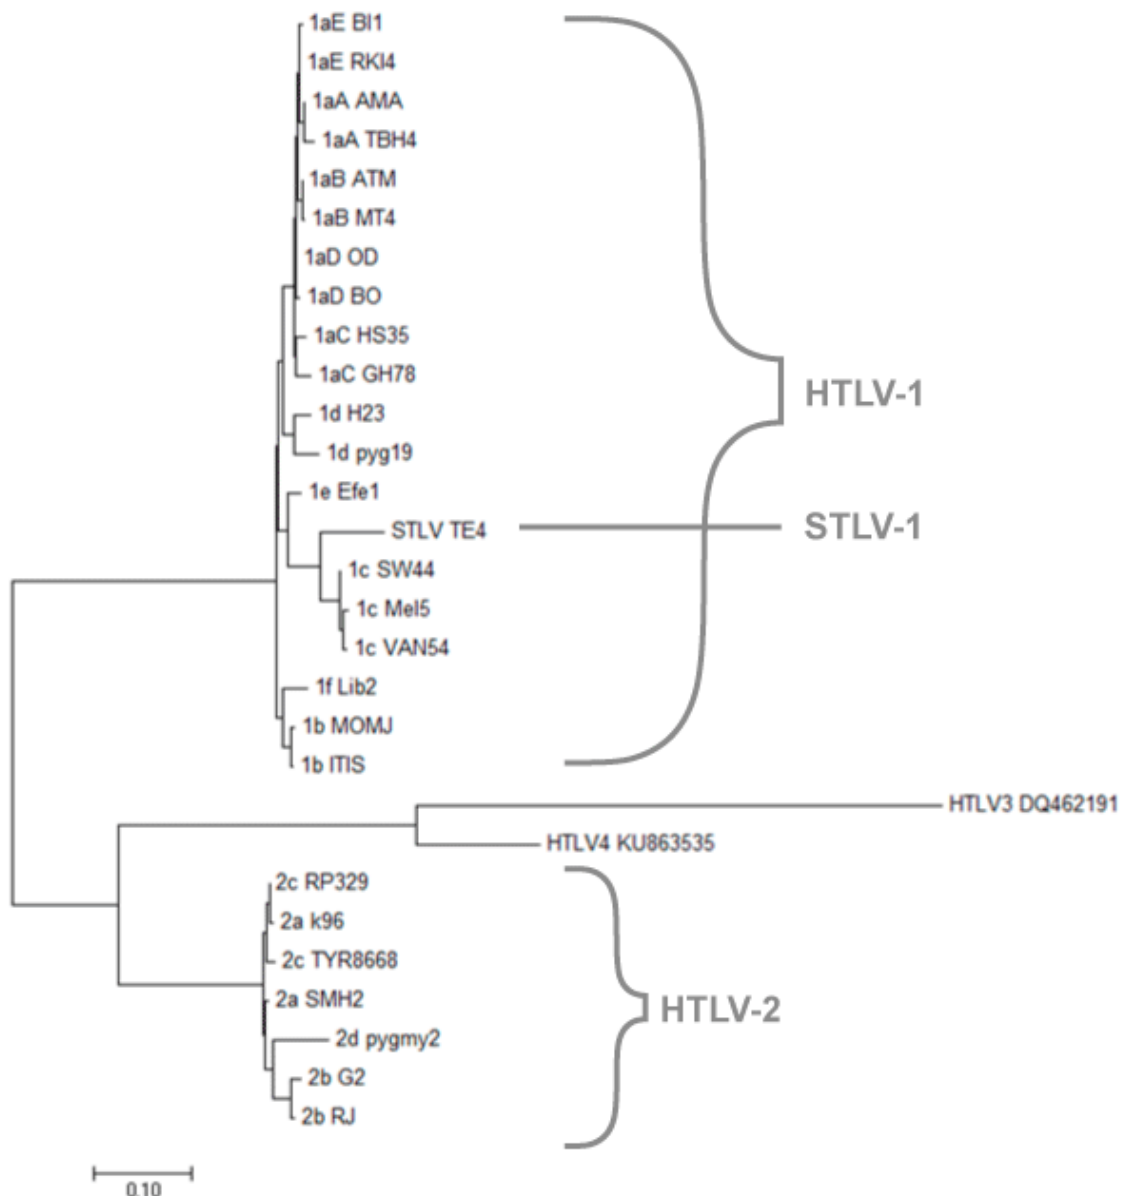 1aE BI1
1aE RKI4
1aA AMA
1aA TBH4
1aB ATM
1aB MT4
1aD OD
1aD BO
1aC HS35
1aC GH78
HTLV-1
1d H23
1d pyg19
1e Efe1
STLV TE4
STLV-1
1c SW44
1c Mel5
1c VAN54
1f Lib2
1b MOMJ
1b ITIS
HTLV3 DQ462191
HTLV4 KU863535
2c RP329
2a k96
2c TYR8668
2a SMH2
HTLV-2
2d pygmy2
2b G2
2b RJ
0.10